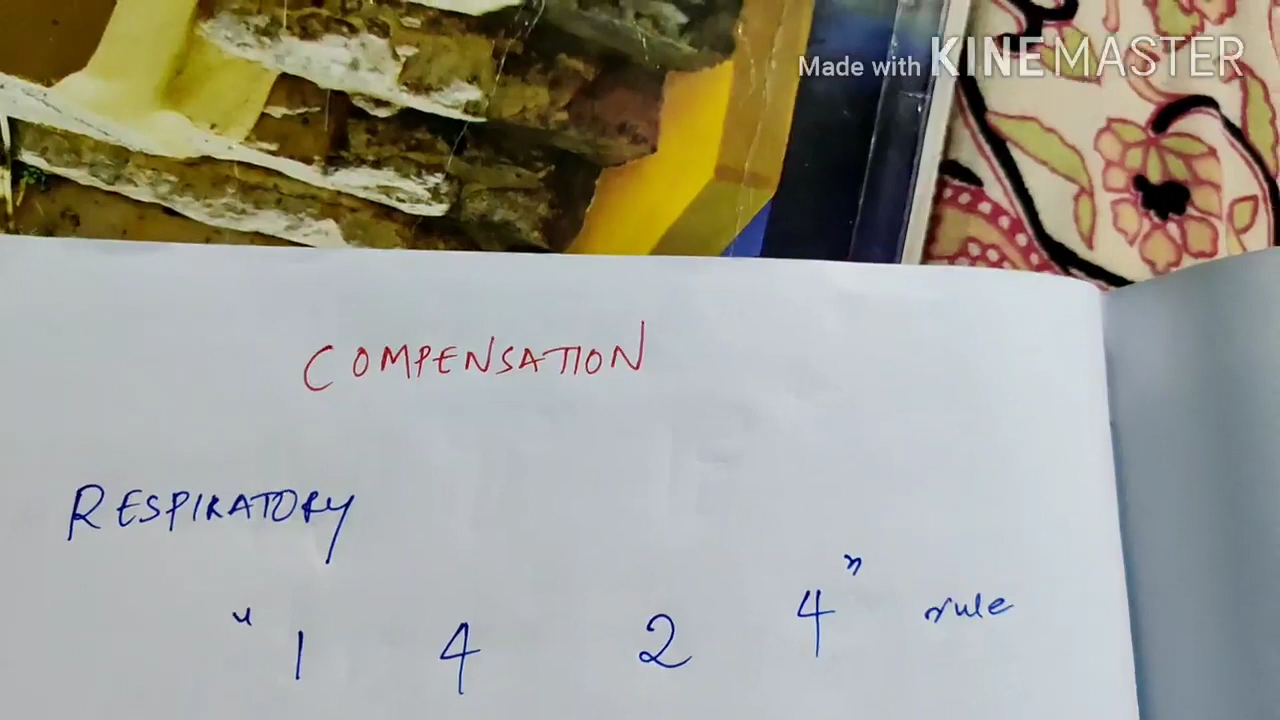 Made with KINEMASTER
COMPENSATION
RESPIRATORY
" 1 4 2 4 " rule